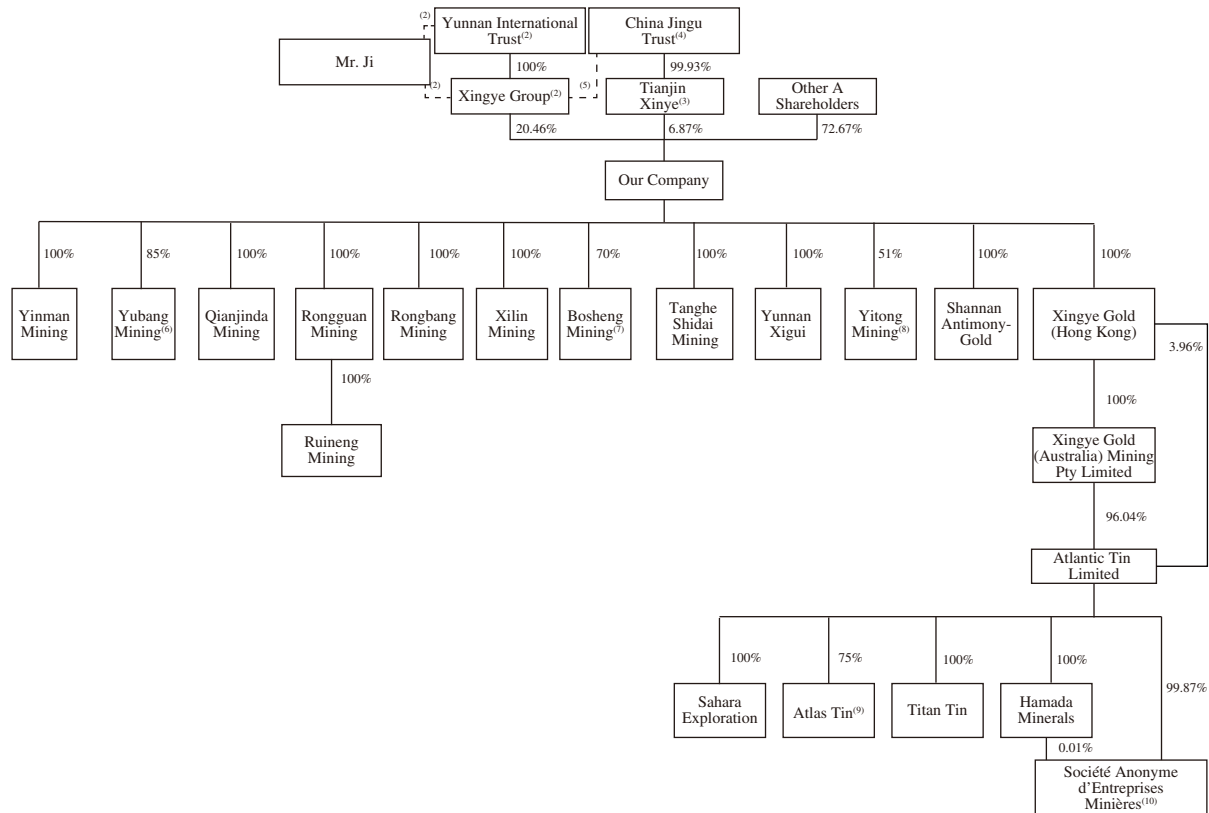 (2)
Yunnan International
Trust(2)
China Jingu
Trust(4)
Mr. Ji
100%
99.93%
(2)
(5)
Xingye Group(2)
Tianjin
Xinye(3)
Other A
Shareholders
20.46%
6.87%
72.67%
Our Company
100%
85%
100%
100%
100%
100%
70%
100%
100%
51%
100%
100%
Yinman
Mining
Yubang
Mining(6)
Qianjinda
Mining
Rongguan
Mining
Rongbang
Mining
Xilin
Mining
Bosheng
Mining(7)
Tanghe
Shidai
Mining
Yunnan
Xigui
Yitong
Mining(8)
Shannan
Antimony-
Gold
Xingye Gold
(Hong Kong)
3.96%
100%
100%
Ruineng
Mining
Xingye Gold
(Australia) Mining
Pty Limited
96.04%
Atlantic Tin
Limited
100%
75%
100%
100%
99.87%
Sahara
Exploration
Atlas Tin(9)
Titan Tin
Hamada
Minerals
0.01%
Société Anonyme
d'Entreprises
Minières(10)